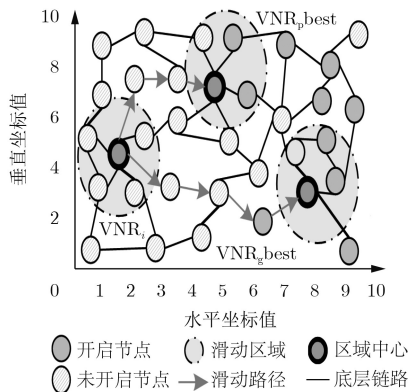 10
8
6
4
2
0
垂直坐标值
VNRpbest
VNRi
VNRgbest
1 2 3 4 5 6 7 8 9 10
水平坐标值
开启节点 滑动区域 区域中心
未开启节点 滑动路径 底层链路